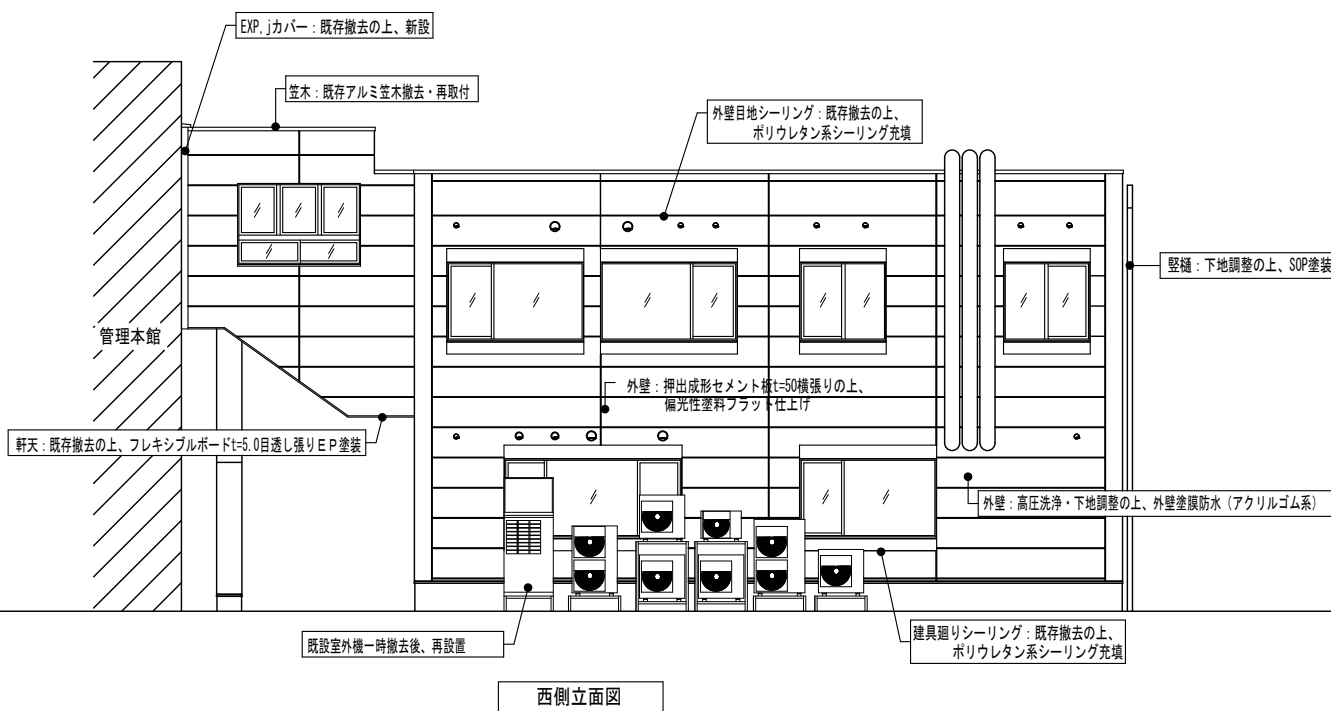 EXP,jカバー：既存撤去の上、新設
笠木：既存アルミ笠木撤去・再取付
外壁目地シーリング：既存撤去の上、
ポリウレタン系シーリング充填
竪樋：下地調整の上、SOP塗装
管理本館
外壁：押出成形セメント板t=50横張りの上、
偏光性塗料フラット仕上げ
軒天：既存撤去の上、フレキシブルボードt=5.0目透し張りＥＰ塗装
外壁：高圧洗浄・下地調整の上、外壁塗膜防水（アクリルゴム系）
既設室外機一時撤去後、再設置
建具廻りシーリング：既存撤去の上、
ポリウレタン系シーリング充填
西側立面図